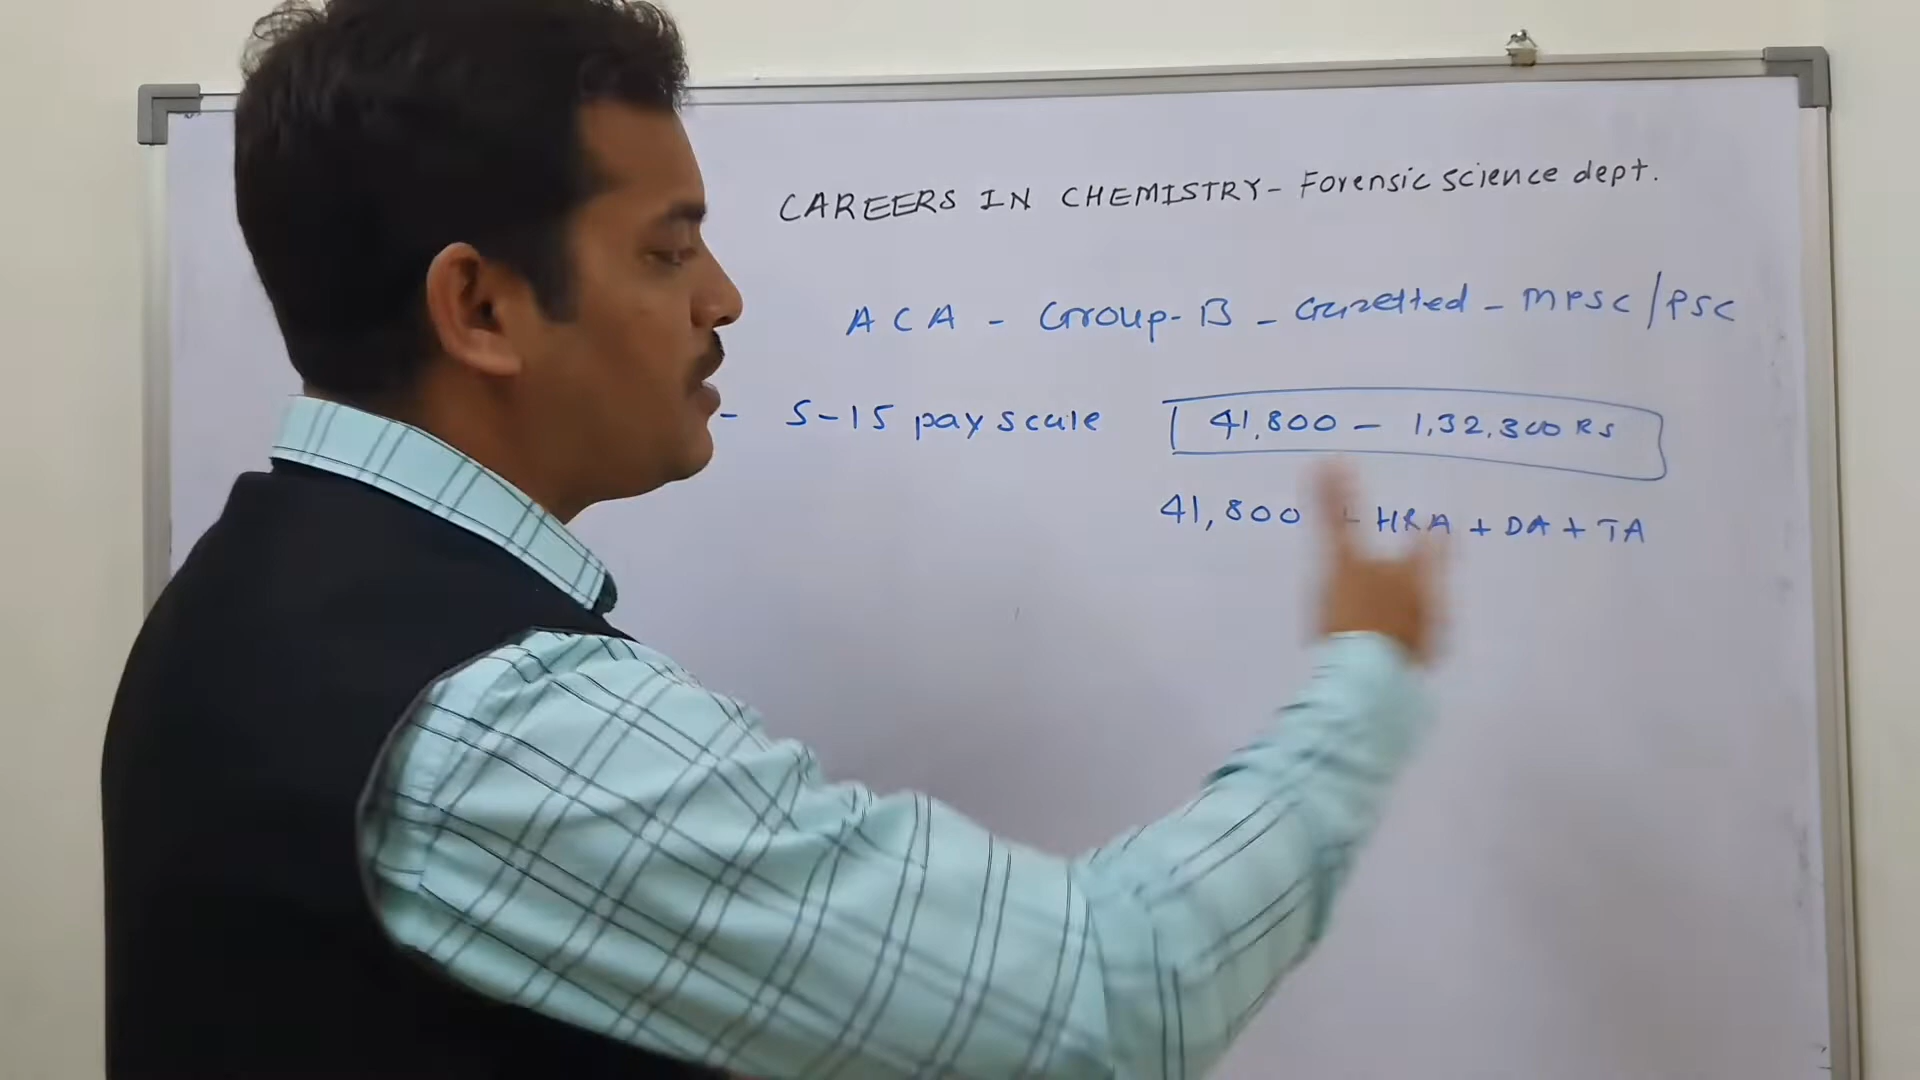 CAREERS IN CHEMISTRY - Forensic science dept.
ACA - Group-B - Gazetted - MPSC/PSC
- S-15 pay scale 41,800 - 1,32,300 RS
41,800 + HRA + DA + TA